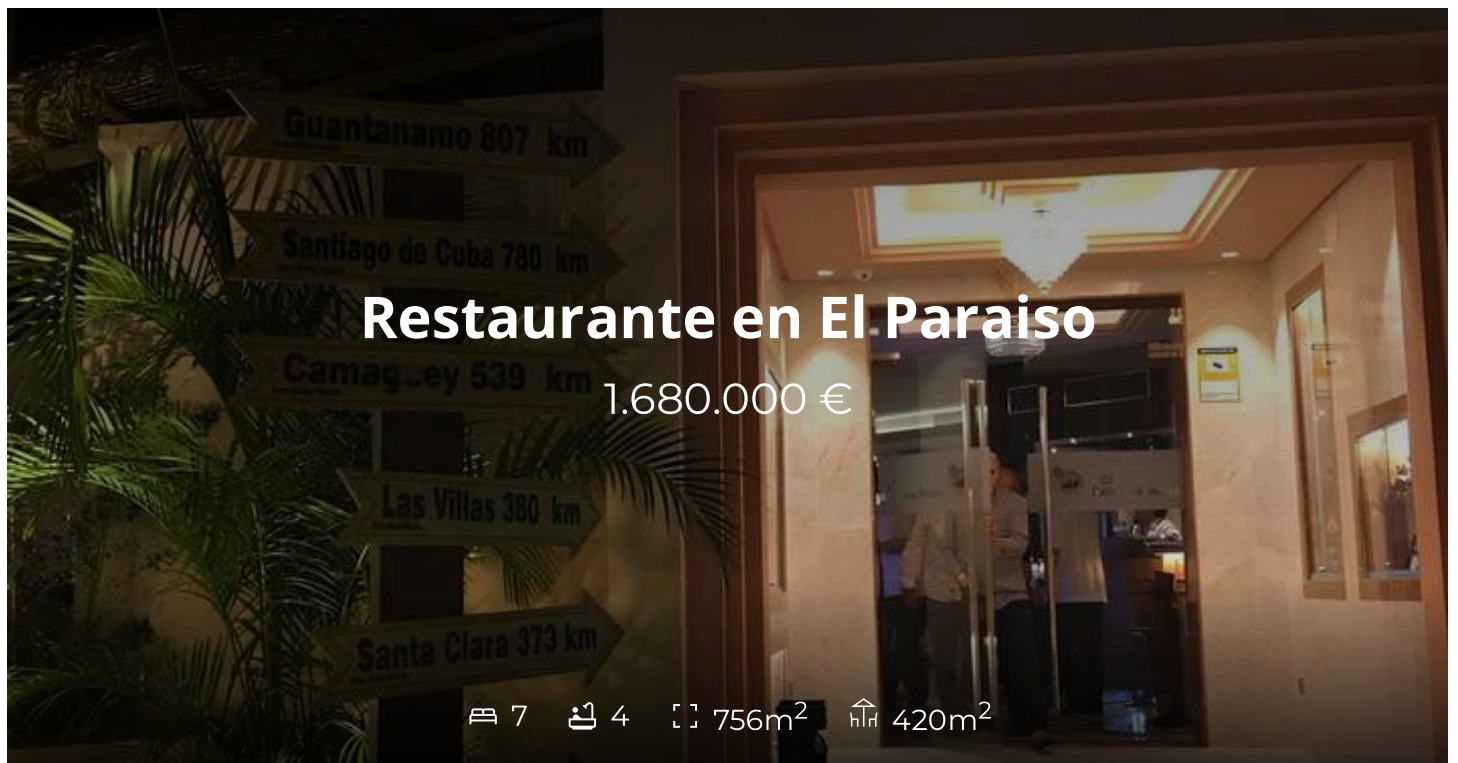 Guantanamo 807 km
Santiago de Cuba 780 km
Restaurante en El Paraiso
Camag_ey 539 km
1.680.000 €
Las Villas 380 km
Santa Clara 373 km
7 4 756m² 420m²